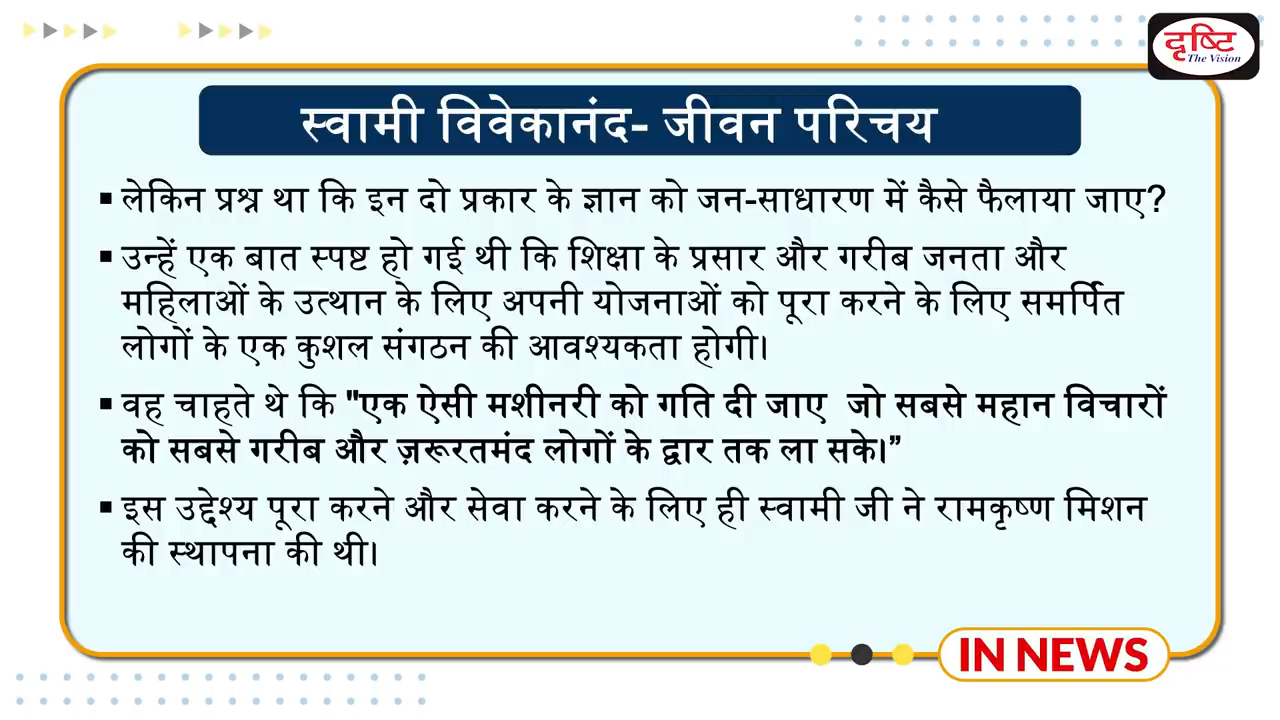 दृष्टि
The Vision
स्वामी विवेकानंद- जीवन परिचय
▪ लेकिन प्रश्न था कि इन दो प्रकार के ज्ञान को जन-साधारण में कैसे फैलाया जाए?
▪ उन्हें एक बात स्पष्ट हो गई थी कि शिक्षा के प्रसार और गरीब जनता और
महिलाओं के उत्थान के लिए अपनी योजनाओं को पूरा करने के लिए समर्पित
लोगों के एक कुशल संगठन की आवश्यकता होगी।
▪ वह चाहते थे कि "एक ऐसी मशीनरी को गति दी जाए जो सबसे महान विचारों
को सबसे गरीब और ज़रूरतमंद लोगों के द्वार तक ला सके।”
▪ इस उद्देश्य पूरा करने और सेवा करने के लिए ही स्वामी जी ने रामकृष्ण मिशन
की स्थापना की थी।
IN NEWS